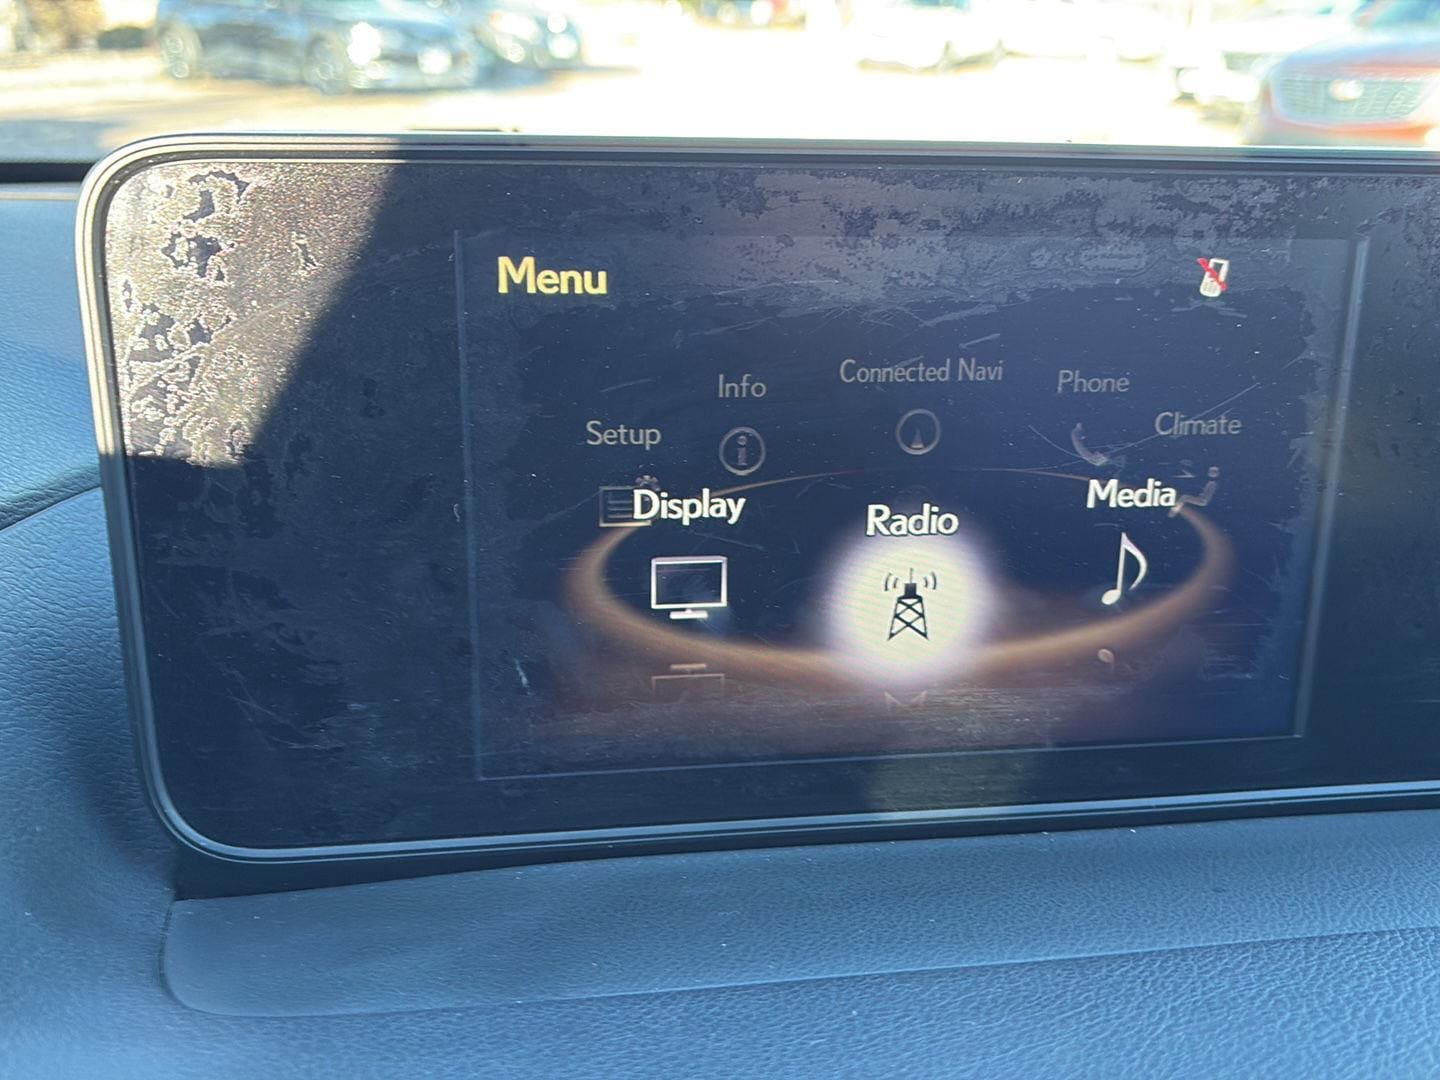 Menu
Connected Navi
Info
Phone
Setup
Climate
Display
Radio
Media